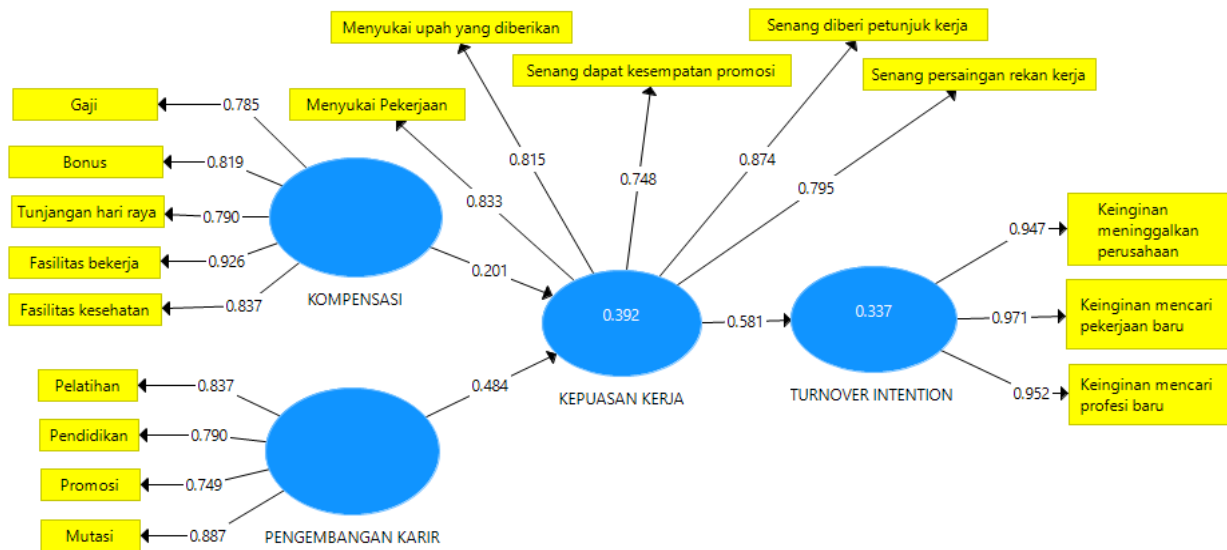 Menyukai upah yang diberikan
Senang diberi petunjuk kerja
Senang dapat kesempatan promosi
Senang persaingan rekan kerja
Menyukai Pekerjaan
Gaji
0.785
Bonus
0.819
Tunjangan hari raya
0.790
Fasilitas bekerja
0.926
Fasilitas kesehatan
0.837
KOMPENSASI
0.833
0.815
0.748
0.874
0.795
0.201
0.392
KEPUASAN KERJA
0.581
0.337
TURNOVER INTENTION
0.947
Keinginan
meninggalkan
perusahaan
0.971
Keinginan mencari
pekerjaan baru
0.952
Keinginan mencari
profesi baru
0.484
Pelatihan
0.837
Pendidikan
0.790
Promosi
0.749
Mutasi
0.887
PENGEMBANGAN KARIR